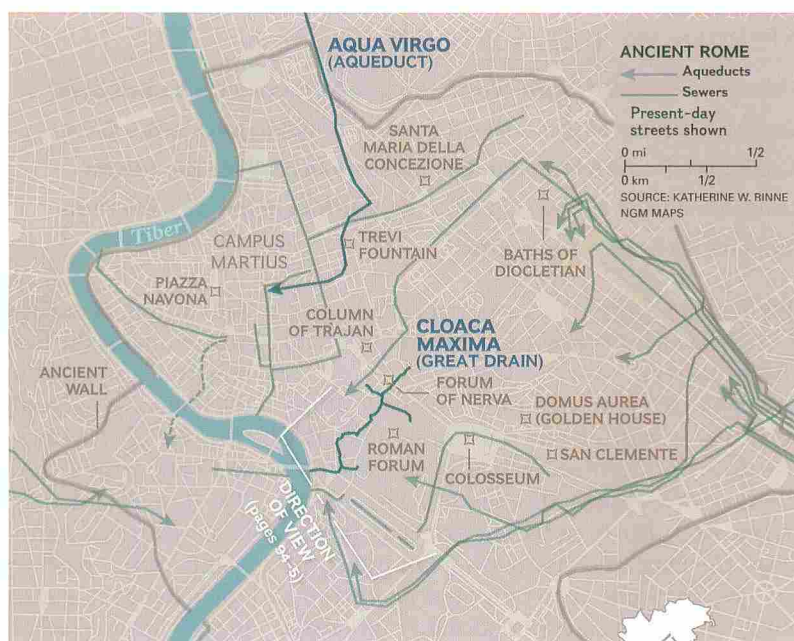 AQUA VIRGO
(AQUEDUCT)
ANCIENT ROME
Aqueducts
Sewers
Present-day
streets shown
0 mi 1/2
0 km 1/2
SOURCE: KATHERINE W. RINNE
NGM MAPS
SANTA
MARIA DELLA
CONCEZIONE
Tiber
CAMPUS
MARTIUS
TREVI
FOUNTAIN
BATHS OF
DIOCLETIAN
PIAZZA
NAVONA
COLUMN
OF TRAJAN
CLOACA
MAXIMA
(GREAT DRAIN)
ANCIENT
WALL
FORUM
OF NERVA
DOMUS AUREA
(GOLDEN HOUSE)
ROMAN
FORUM
COLOSSEUM
SAN CLEMENTE
DIRECTION
OF VIEW
(pages 94-5)